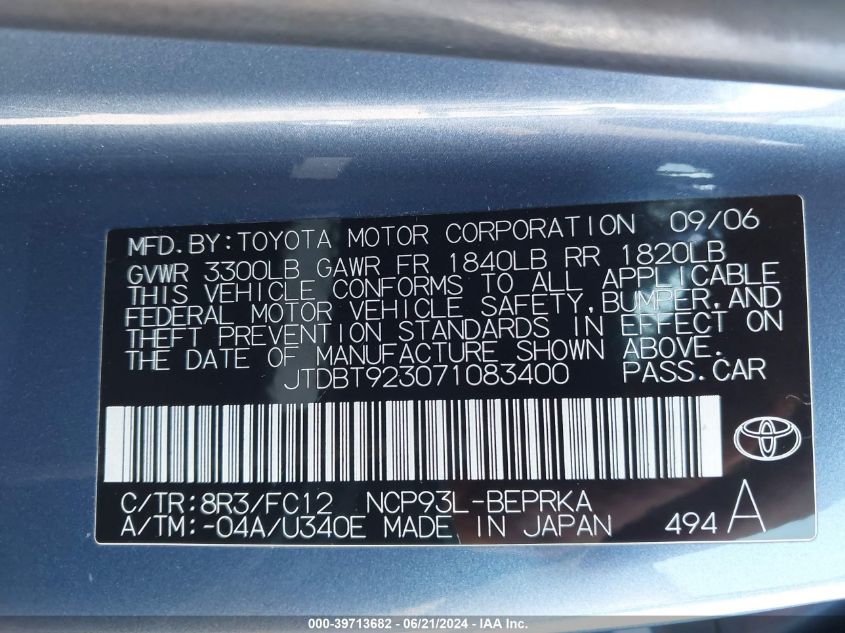 MFD. BY: TOYOTA MOTOR CORPORATION 09/06
GVWR 3300LB GAWR FR 1840LB RR 1820LB
THIS VEHICLE CONFORMS TO ALL APPLICABLE
FEDERAL MOTOR VEHICLE SAFETY, BUMPER, AND
THEFT PREVENTION STANDARDS IN EFFECT ON
THE DATE OF MANUFACTURE SHOWN ABOVE.
JTDBT923071083400 PASS. CAR
C/TR: 8R3/FC12 NCP93L-BEPRKA
A/TM: -04A/U340E MADE IN JAPAN 494 A
000-39713682 - 06/21/2024 - IAA Inc.